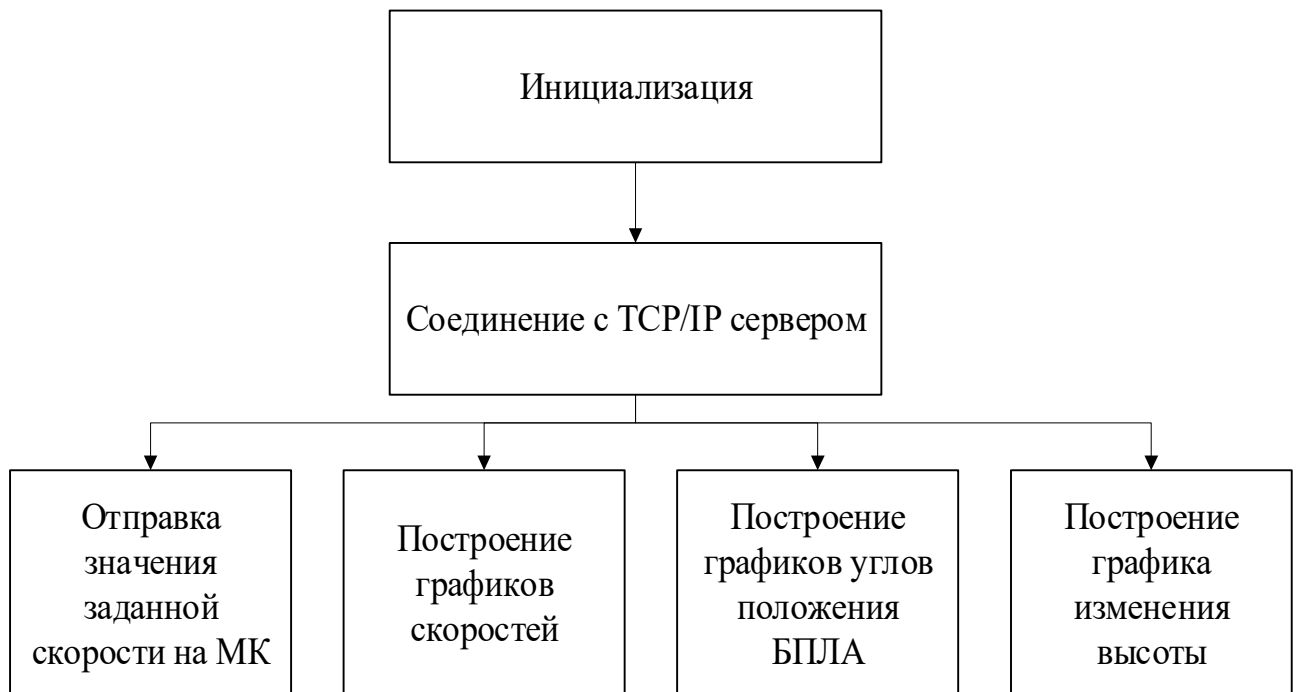 Инициализация
Соединение с TCP/IP сервером
Отправка
значения
заданной
скорости на МК
Построение
графиков
скоростей
Построение
графиков углов
положения
БПЛА
Построение
графика
изменения
высоты